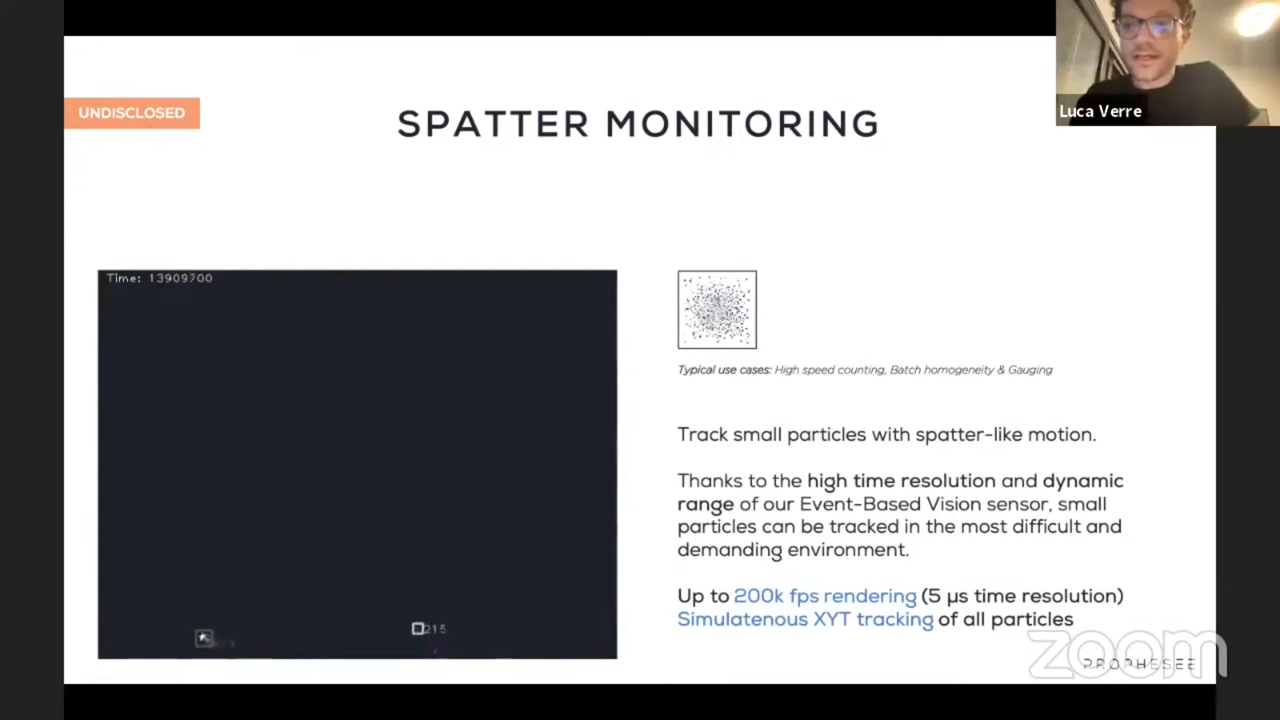 Luca Verre
UNDISCLOSED
SPATTER MONITORING
Time: 13909700
Typical use cases: High speed counting, Batch homogeneity & Gauging
Track small particles with spatter-like motion.
Thanks to the high time resolution and dynamic
range of our Event-Based Vision sensor, small
particles can be tracked in the most difficult and
demanding environment.
Up to 200k fps rendering (5 µs time resolution)
Simulatenous XYT tracking of all particles
215
zoom
PROPHESEE